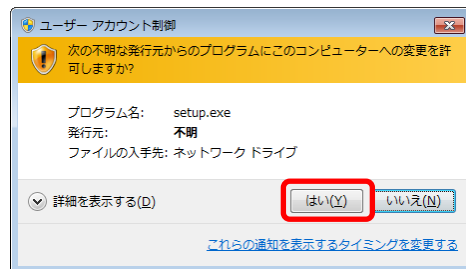 ユーザー アカウント制御
次の不明な発行元からのプログラムにこのコンピューターへの変更を許
可しますか?
プログラム名: setup.exe
発行元: 不明
ファイルの入手先: ネットワーク ドライブ
詳細を表示する(D) はい(Y) いいえ(N)
これらの通知を表示するタイミングを変更する